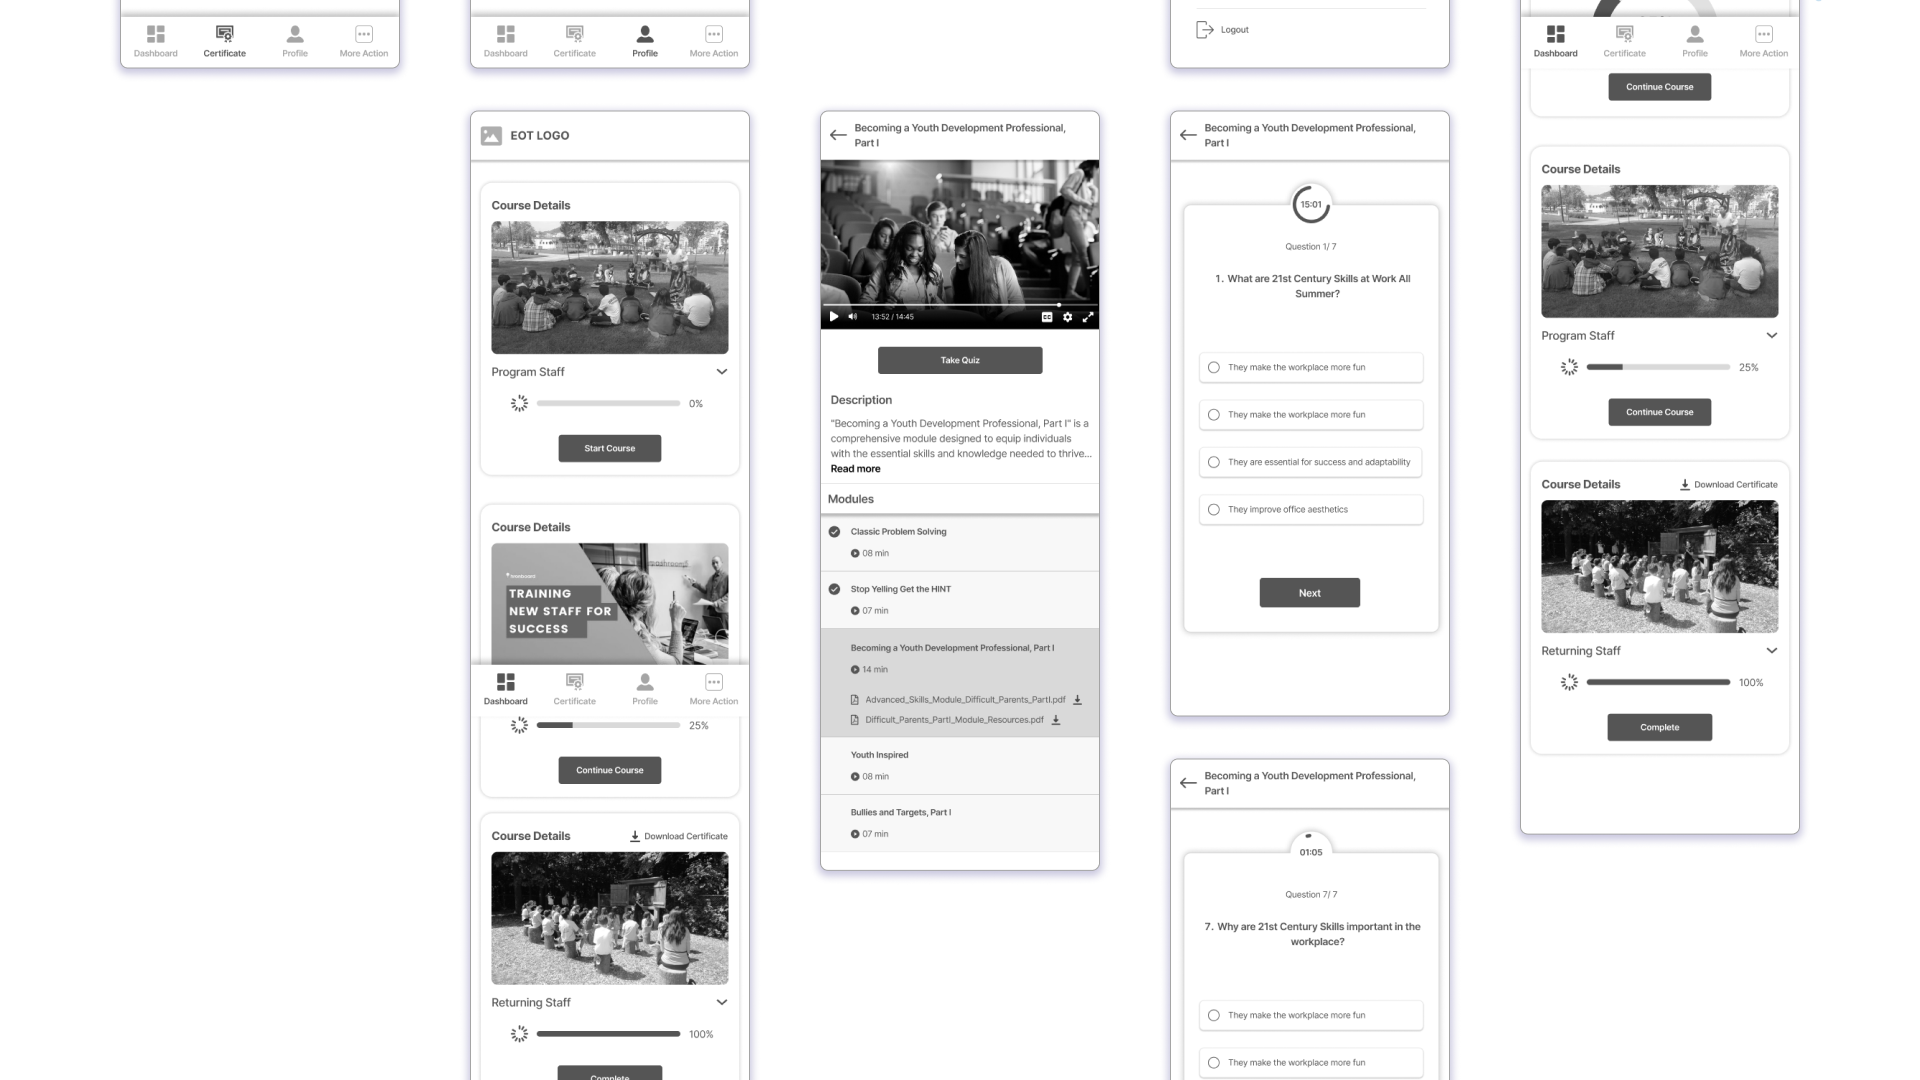 Dashboard
Certificate
Profile
More Action
Dashboard
Certificate
Profile
More Action
Logout
Dashboard
Certificate
Profile
More Action
Continue Course
EOT LOGO
Course Details
Program Staff
0%
Start Course
Course Details
TRAINING
NEW STAFF FOR
SUCCESS
Dashboard
Certificate
Profile
More Action
25%
Continue Course
Course Details
Download Certificate
Returning Staff
100%
Complete
Becoming a Youth Development Professional,
Part I
13:52 / 14:45
CC
Take Quiz
Description
"Becoming a Youth Development Professional, Part I" is a
comprehensive module designed to equip individuals
with the essential skills and knowledge needed to thrive...
Read more
Modules
Classic Problem Solving
08 min
Stop Yelling Get the HINT
07 min
Becoming a Youth Development Professional, Part I
14 min
Advanced_Skills_Module_Difficult_Parents_PartI.pdf
Difficult_Parents_PartI_Module_Resources.pdf
Youth Inspired
08 min
Bullies and Targets, Part I
07 min
Becoming a Youth Development Professional,
Part I
15:01
Question 1/ 7
1. What are 21st Century Skills at Work All
Summer?
They make the workplace more fun
They make the workplace more fun
They are essential for success and adaptability
They improve office aesthetics
Next
Becoming a Youth Development Professional,
Part I
01:05
Question 7/ 7
7. Why are 21st Century Skills important in the
workplace?
They make the workplace more fun
They make the workplace more fun
Course Details
Program Staff
25%
Continue Course
Course Details
Download Certificate
Returning Staff
100%
Complete